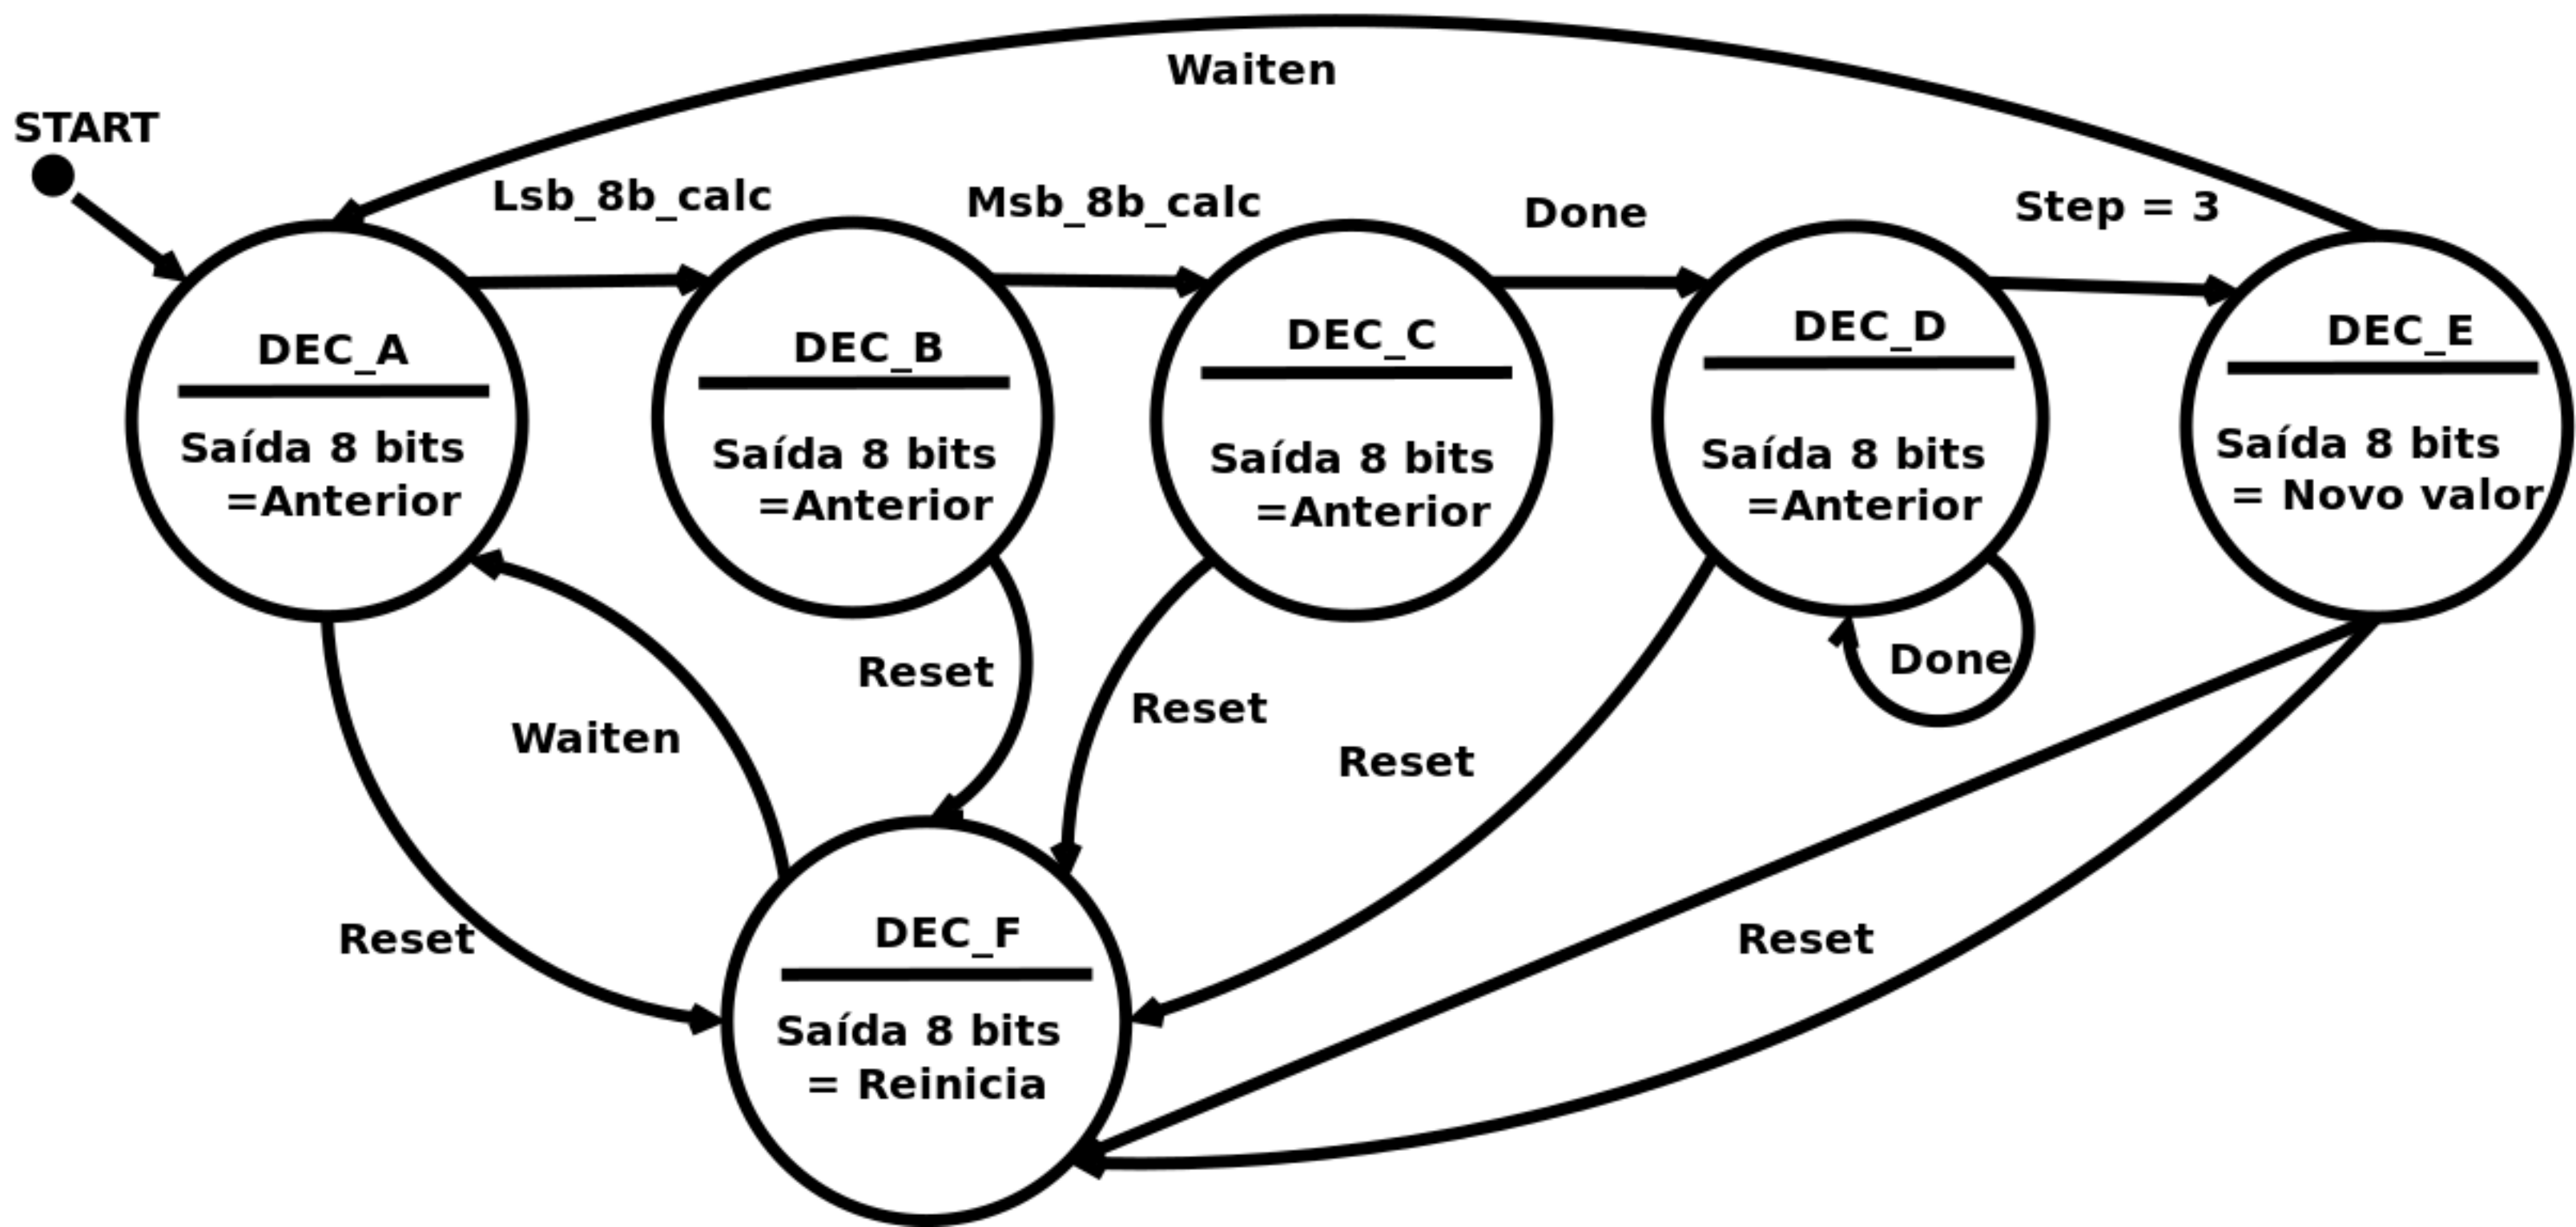 Waiten
START
Lsb_8b_calc
Msb_8b_calc
Done
Step = 3
DEC_A
Saída 8 bits
=Anterior
DEC_B
Saída 8 bits
=Anterior
DEC_C
Saída 8 bits
=Anterior
DEC_D
Saída 8 bits
=Anterior
DEC_E
Saída 8 bits
= Novo valor
Done
Reset
Reset
Waiten
Reset
Reset
Reset
DEC_F
Saída 8 bits
= Reinicia